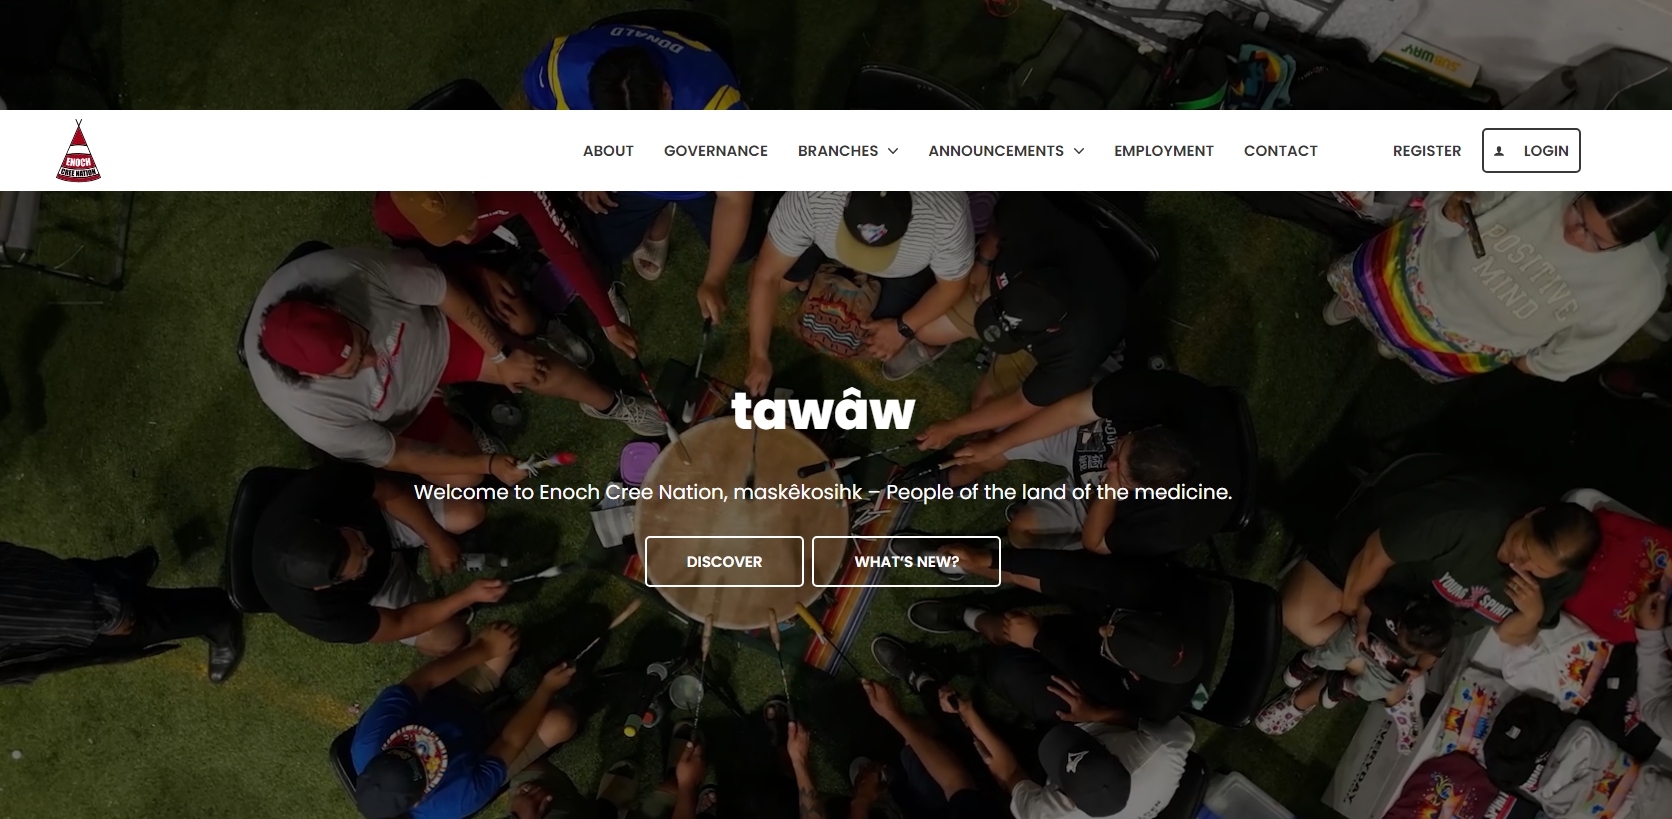 DONALD
SUBWAY
ENOCH
CREE NATION
ABOUT
GOVERNANCE
BRANCHES
ANNOUNCEMENTS
EMPLOYMENT
CONTACT
REGISTER
LOGIN
POSITIVE
MIND
tawâw
Welcome to Enoch Cree Nation, maskêkosihk – People of the land of the medicine.
DISCOVER
WHAT'S NEW?
YOUNG SPIRIT